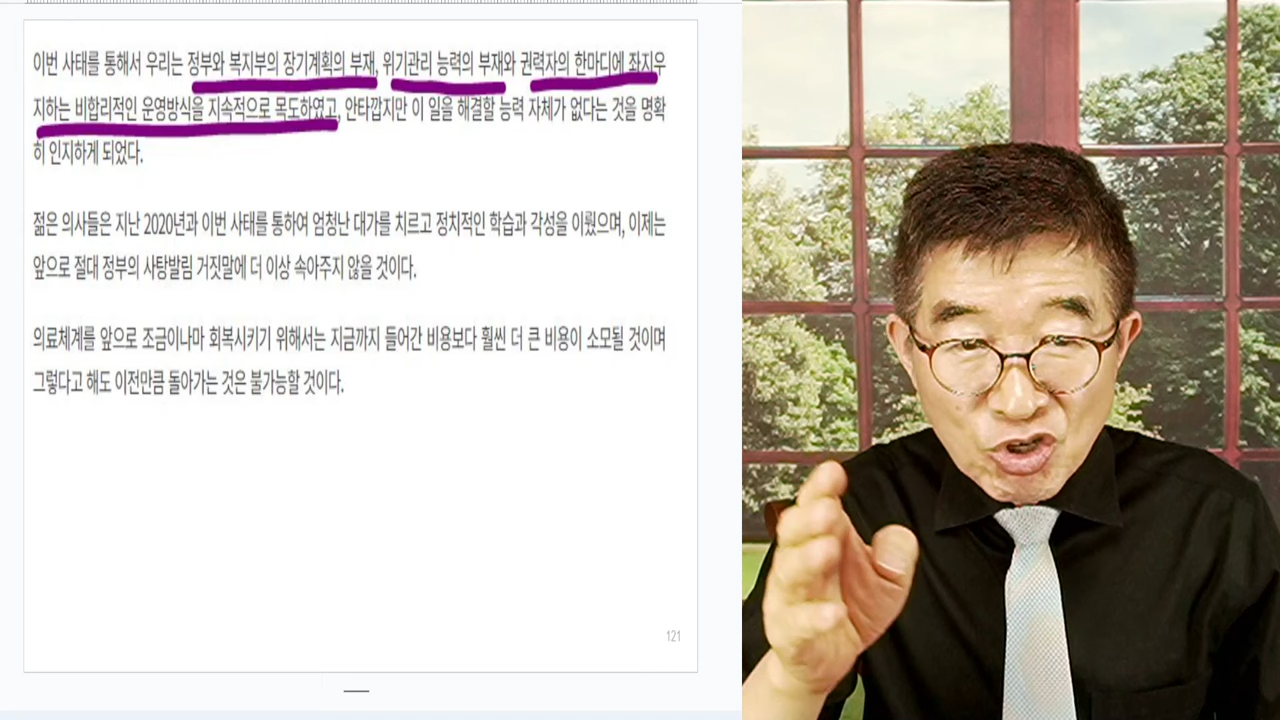 이번 사태를 통해서 우리는 정부와 복지부의 장기계획의 부재, 위기관리 능력의 부재와 권력자의 한마디에 좌지우
지하는 비합리적인 운영방식을 지속적으로 목도하였고, 안타깝지만 이 일을 해결할 능력 자체가 없다는 것을 명확
히 인지하게 되었다.
젊은 의사들은 지난 2020년과 이번 사태를 통하여 엄청난 대가를 치르고 정치적인 학습과 각성을 이뤘으며, 이제는
앞으로 절대 정부의 사탕발림 거짓말에 더 이상 속아주지 않을 것이다.
의료체계를 앞으로 조금이나마 회복시키기 위해서는 지금까지 들어간 비용보다 훨씬 더 큰 비용이 소모될 것이며
그렇다고 해도 이전만큼 돌아가는 것은 불가능할 것이다.
121